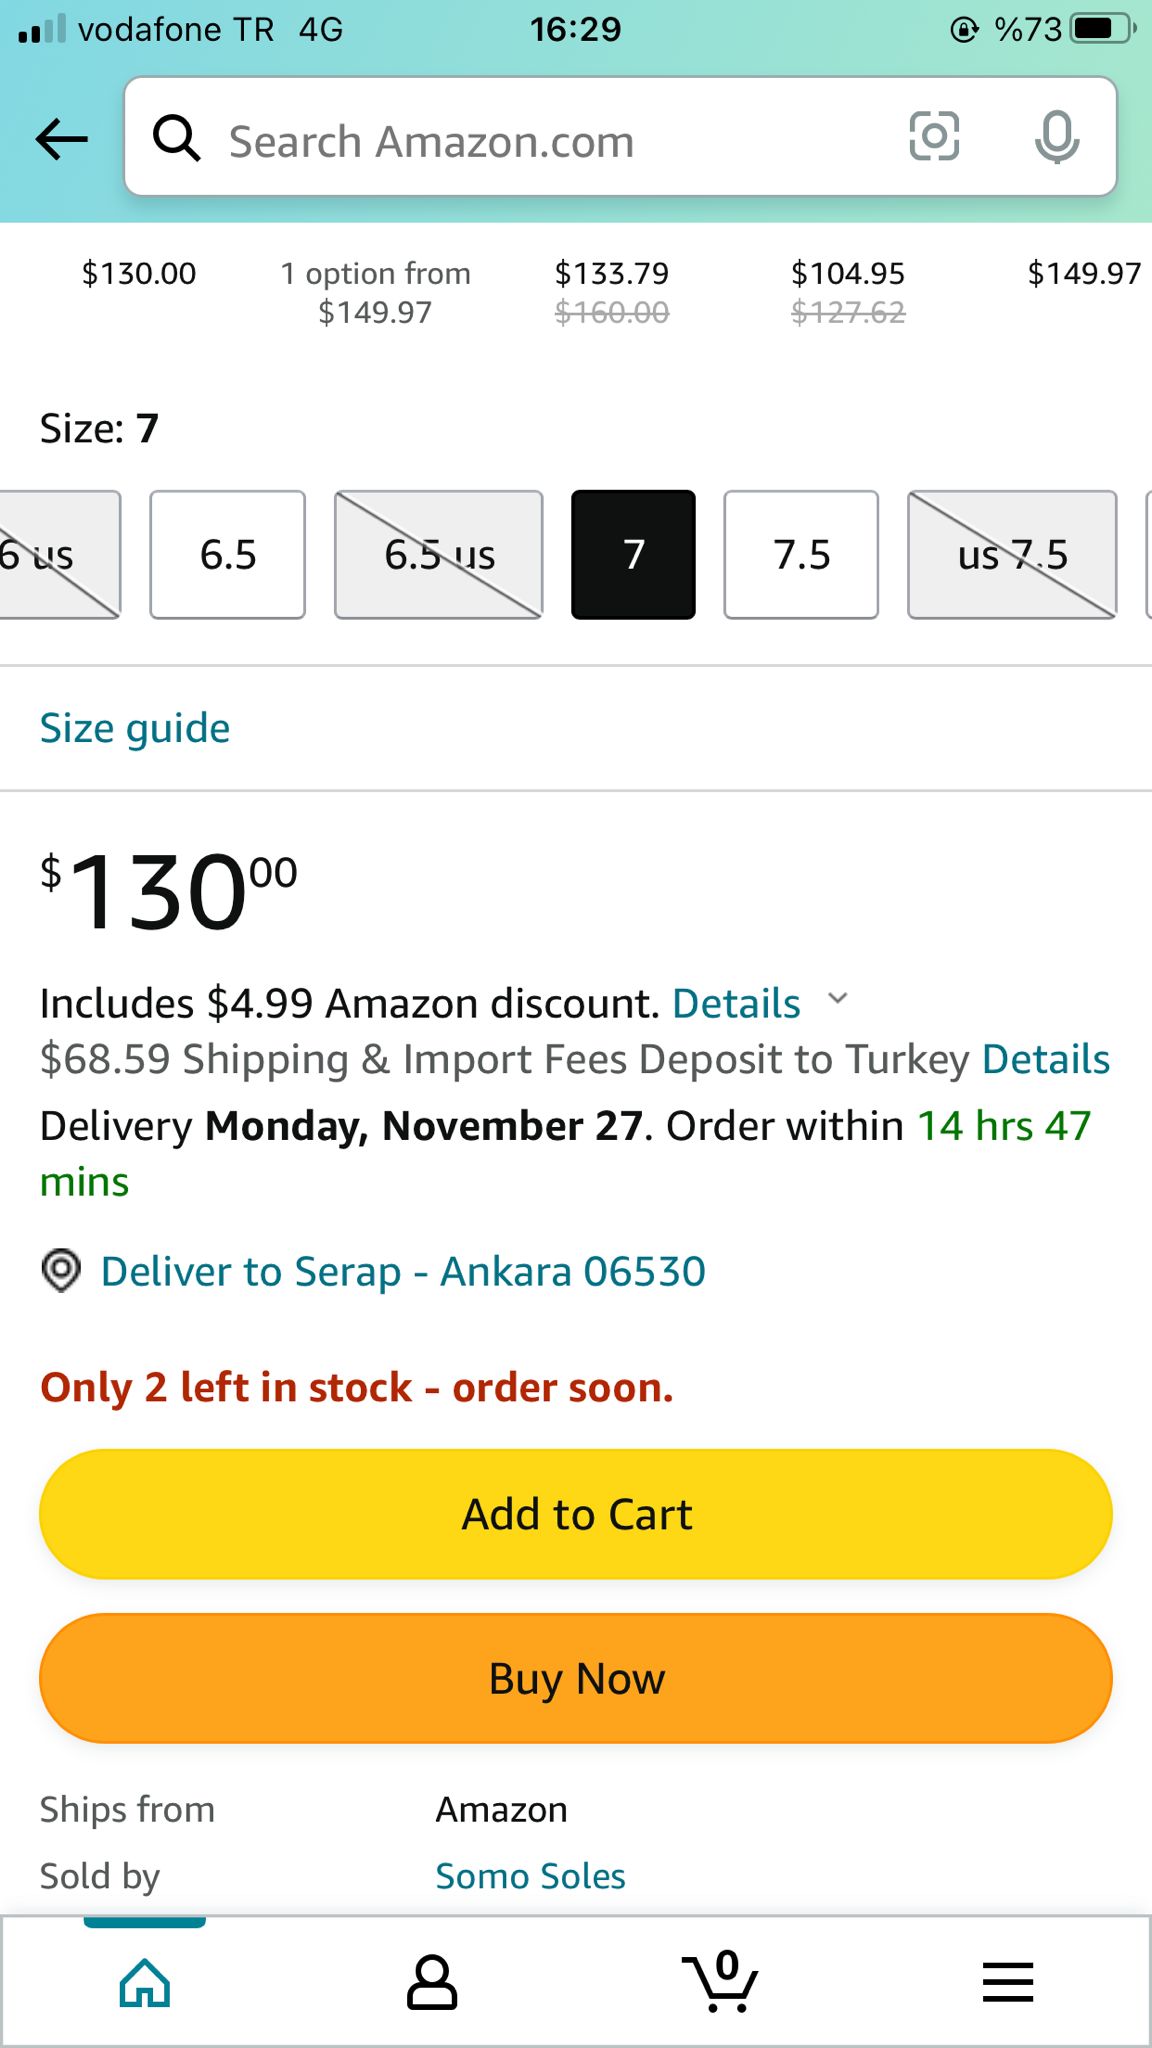 vodafone TR 4G 16:29 %73
Search Amazon.com
$130.00 1 option from $133.79 $104.95 $149.97
$149.97 $160.00 $127.62
Size: 7
6 us 6.5 6.5 us 7 7.5 us 7.5
Size guide
$13000
Includes $4.99 Amazon discount. Details
$68.59 Shipping & Import Fees Deposit to Turkey Details
Delivery Monday, November 27. Order within 14 hrs 47
mins
Deliver to Serap - Ankara 06530
Only 2 left in stock - order soon.
Add to Cart
Buy Now
Ships from Amazon
Sold by Somo Soles
0